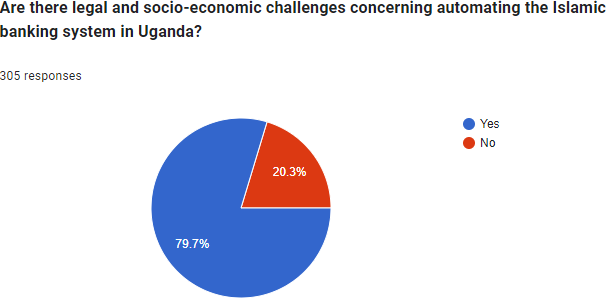 Are there legal and socio-economic challenges concerning automating the Islamic
banking system in Uganda?
305 responses
Yes
No
20.3%
79.7%